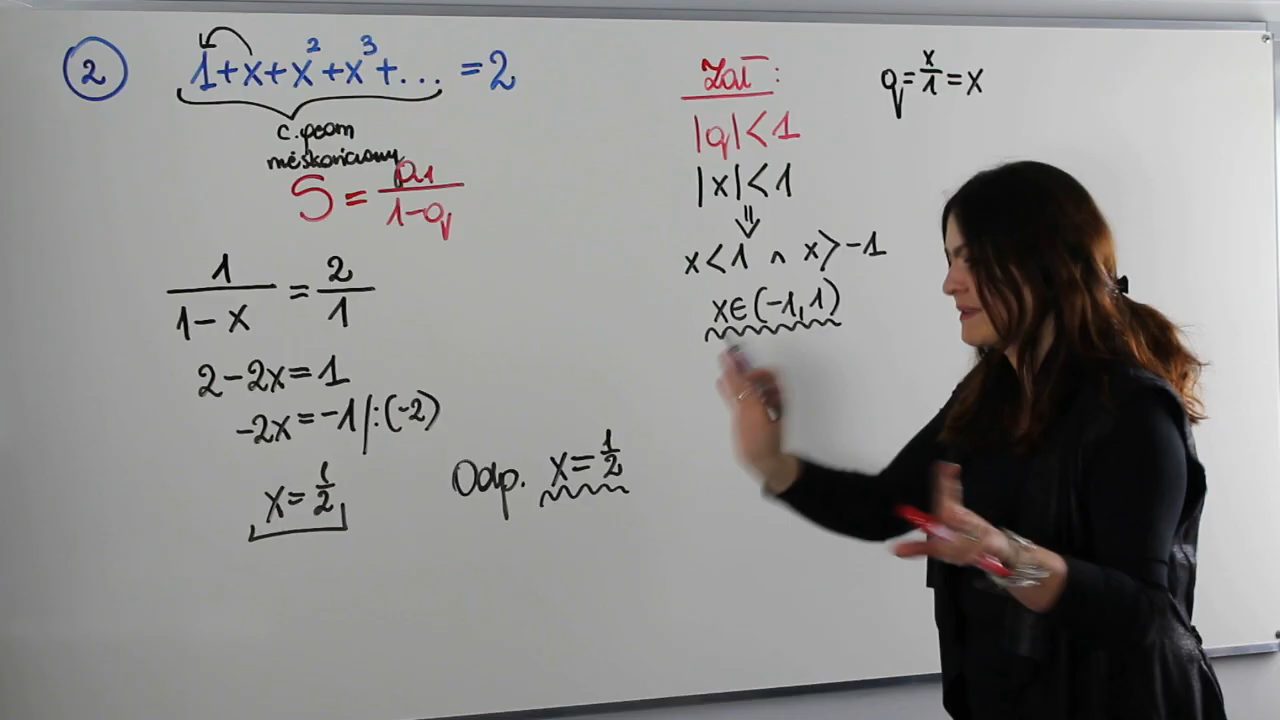 2 1+x+x²+x³+... =2
c. geom
nieskończony
S = a₁/(1-q)
1/(1-x) = 2/1
2-2x=1
-2x=-1 /:(-2)
x=1/2
Odp. x=1/2
Zał:
|q|<1
|x|<1
⇓
x<1 ∧ x>-1
x∈(-1,1)
q=x/1=x